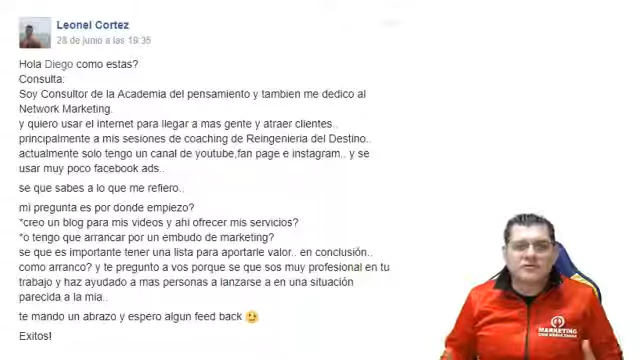 Leonel Cortez
28 de junio a las 19:35
Hola Diego como estas?
Consulta:
Soy Consultor de la Academia del pensamiento y tambien me dedico al
Network Marketing.
y quiero usar el internet para llegar a mas gente y atraer clientes..
principalmente a mis sesiones de coaching de Reingenieria del Destino..
actualmente solo tengo un canal de youtube,fan page e instagram.. y se
usar muy poco facebook ads..
se que sabes a lo que me refiero..
mi pregunta es por donde empiezo?
*creo un blog para mis videos y ahi ofrecer mis servicios?
*o tengo que arrancar por un embudo de marketing?
se que es importante tener una lista para aportarle valor.. en conclusión..
como arranco? y te pregunto a vos porque se que sos muy profesional en tu
trabajo y haz ayudado a mas personas a lanzarse a en una situación
parecida a la mia..
te mando un abrazo y espero algun feed back
Exitos!
MARKETING